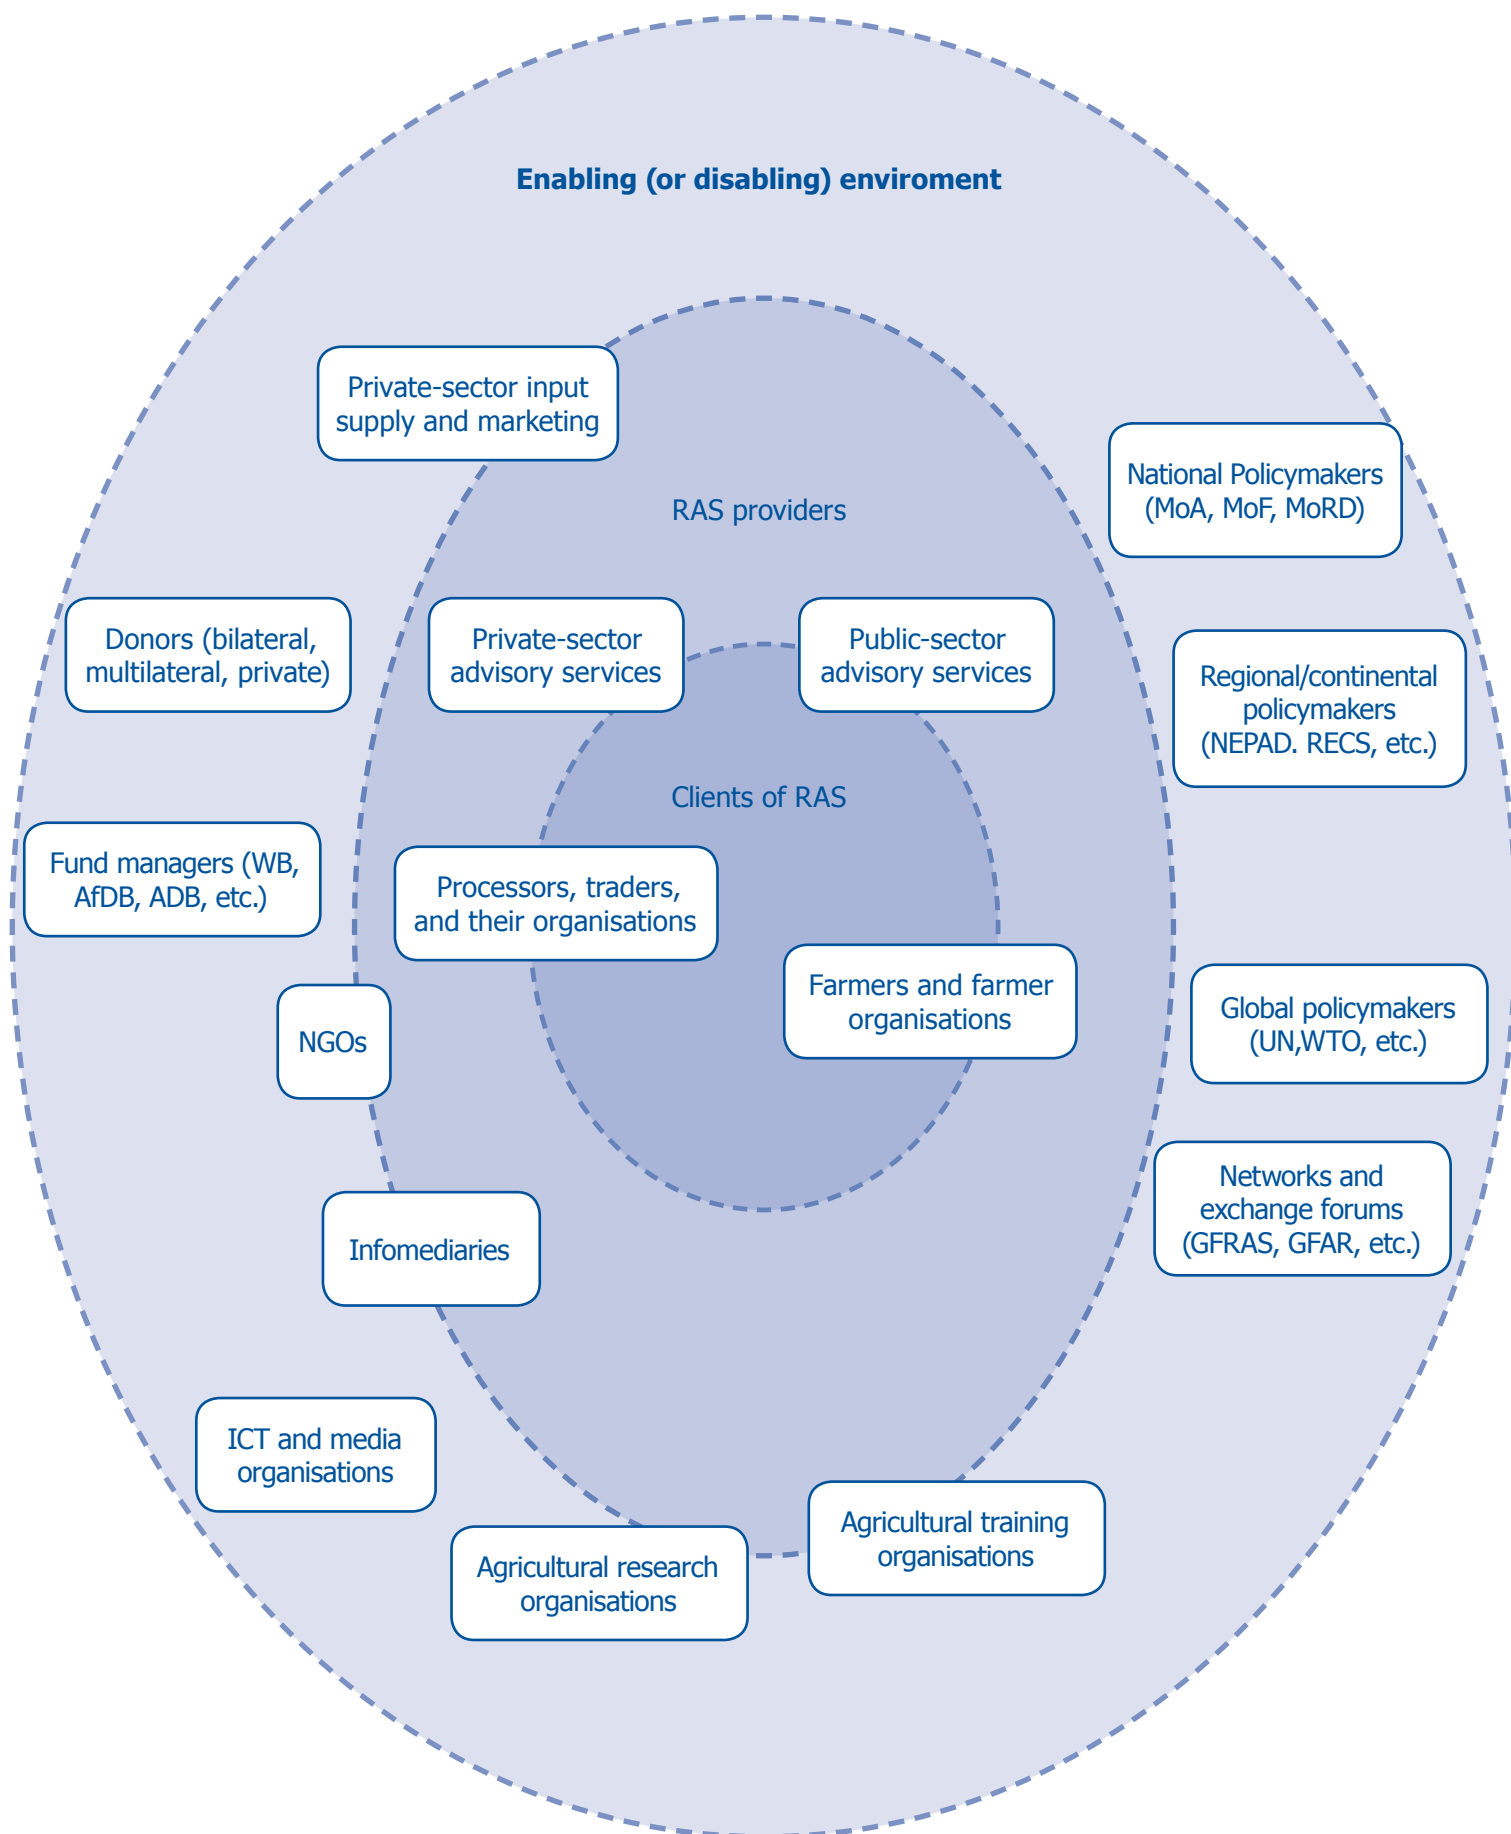 Enabling (or disabling) enviroment
Private-sector input
supply and marketing
RAS providers
National Policymakers
(MoA, MoF, MoRD)
Donors (bilateral,
multilateral, private)
Private-sector
advisory services
Public-sector
advisory services
Regional/continental
policymakers
(NEPAD. RECS, etc.)
Clients of RAS
Fund managers (WB,
AfDB, ADB, etc.)
Processors, traders,
and their organisations
Farmers and farmer
organisations
Global policymakers
(UN,WTO, etc.)
NGOs
Networks and
exchange forums
(GFRAS, GFAR, etc.)
Infomediaries
ICT and media
organisations
Agricultural training
organisations
Agricultural research
organisations